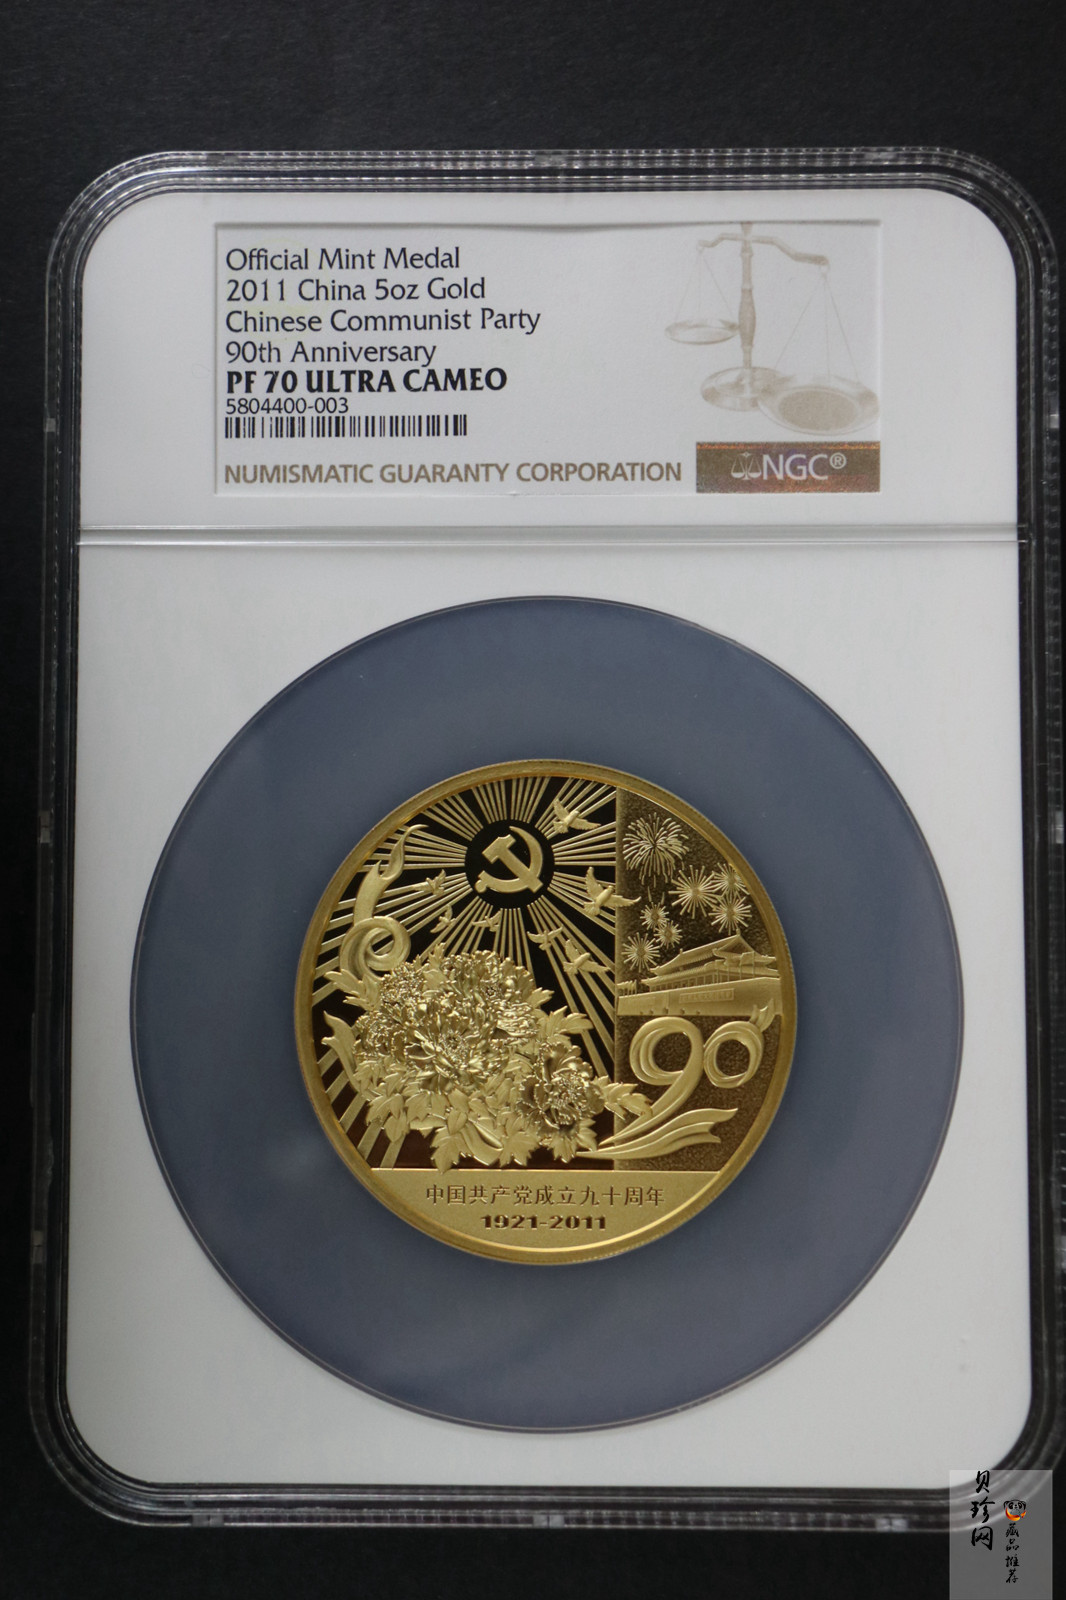 Official Mint Medal
2011 China 5oz Gold
Chinese Communist Party
90th Anniversary
PF 70 ULTRA CAMEO
5804400-003
NUMISMATIC GUARANTY CORPORATION
NGC®
90
中国共产党成立九十周年
1921-2011
贝珍网
藏品推荐